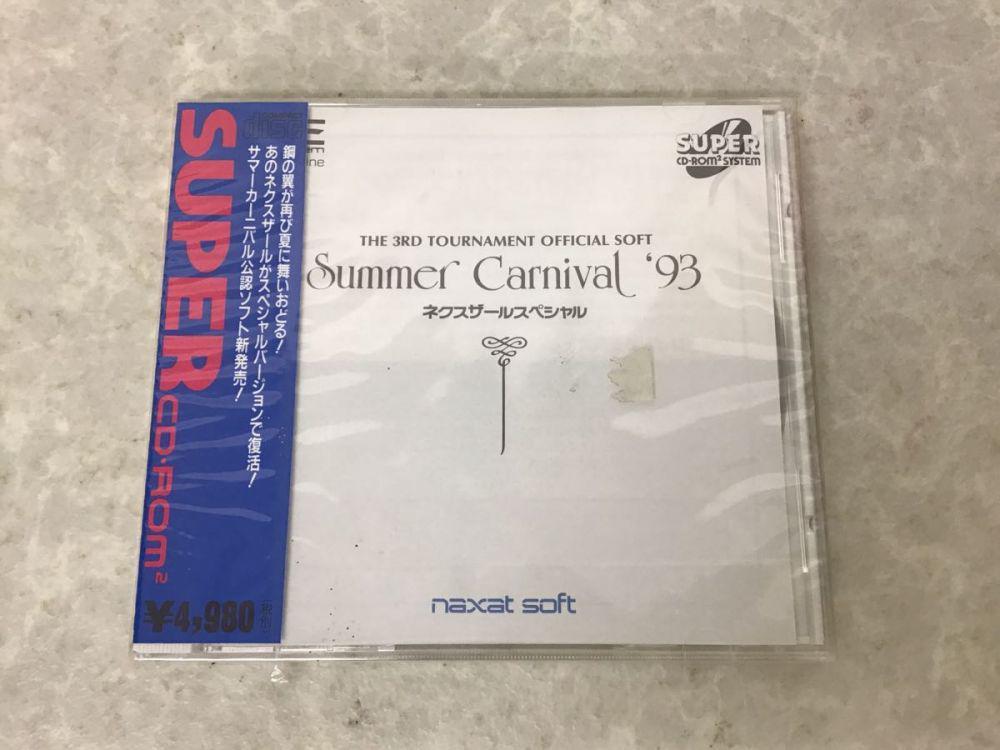 SUPER CD-ROM²
鋼の翼が再び夏に舞いおどる!
あのネクスザールがスペシャルバージョンで復活!
サマーカーニバル公認ソフト新発売!
¥4,980
税別
COMPACT
disc
SUPER
CD-ROM² SYSTEM
THE 3RD TOURNAMENT OFFICIAL SOFT
Summer Carnival '93
ネクスザールスペシャル
naxat soft